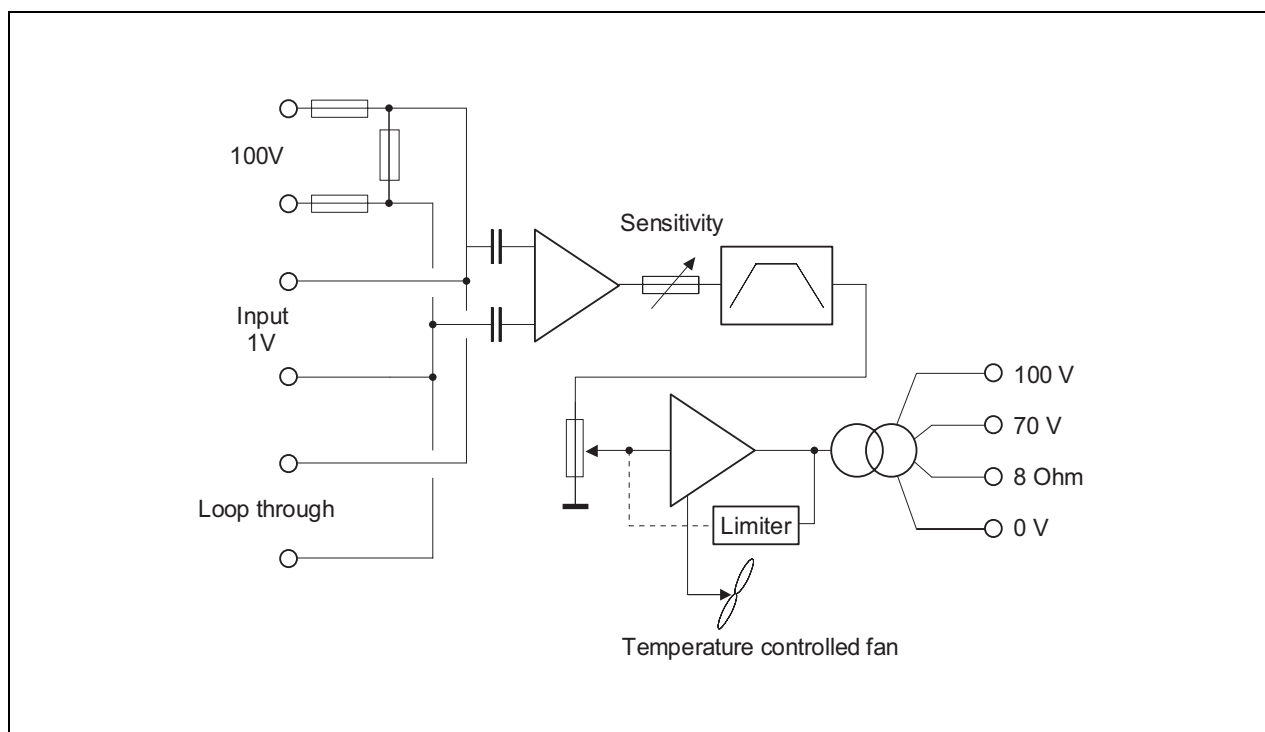 100V
Sensitivity
Input
1V
100 V
70 V
8 Ohm
Loop through
Limiter
0 V
Temperature controlled fan